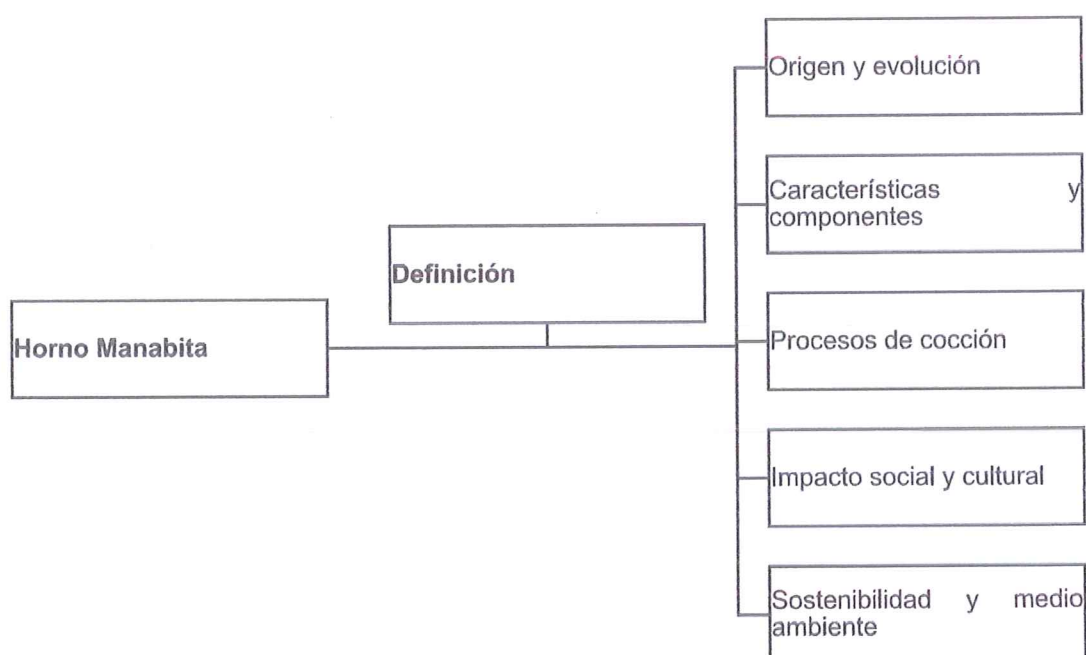 Horno Manabita
Definición
Origen y evolución
Características y
componentes
Procesos de cocción
Impacto social y cultural
Sostenibilidad y medio
ambiente